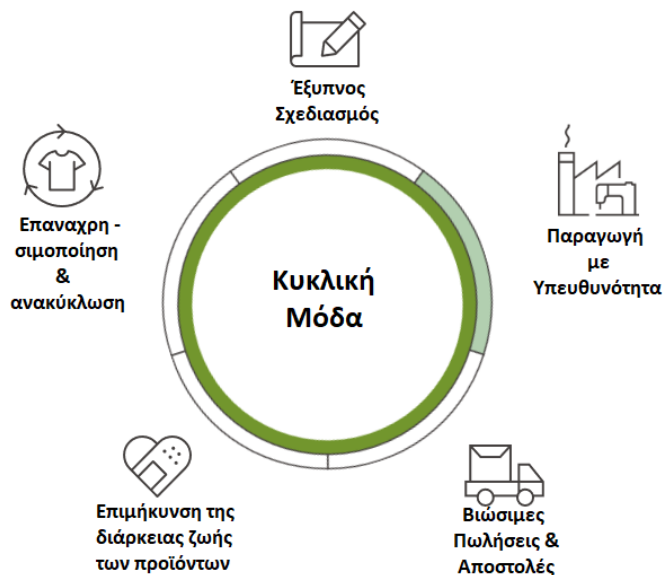 Έξυπνος
Σχεδιασμός
Παραγωγή
με
Υπευθυνότητα
Βιώσιμες
Πωλήσεις &
Αποστολές
Επιμήκυνση της
διάρκειας ζωής
των προϊόντων
Επαναχρη -
σιμοποίηση
&
ανακύκλωση
Κυκλική
Μόδα